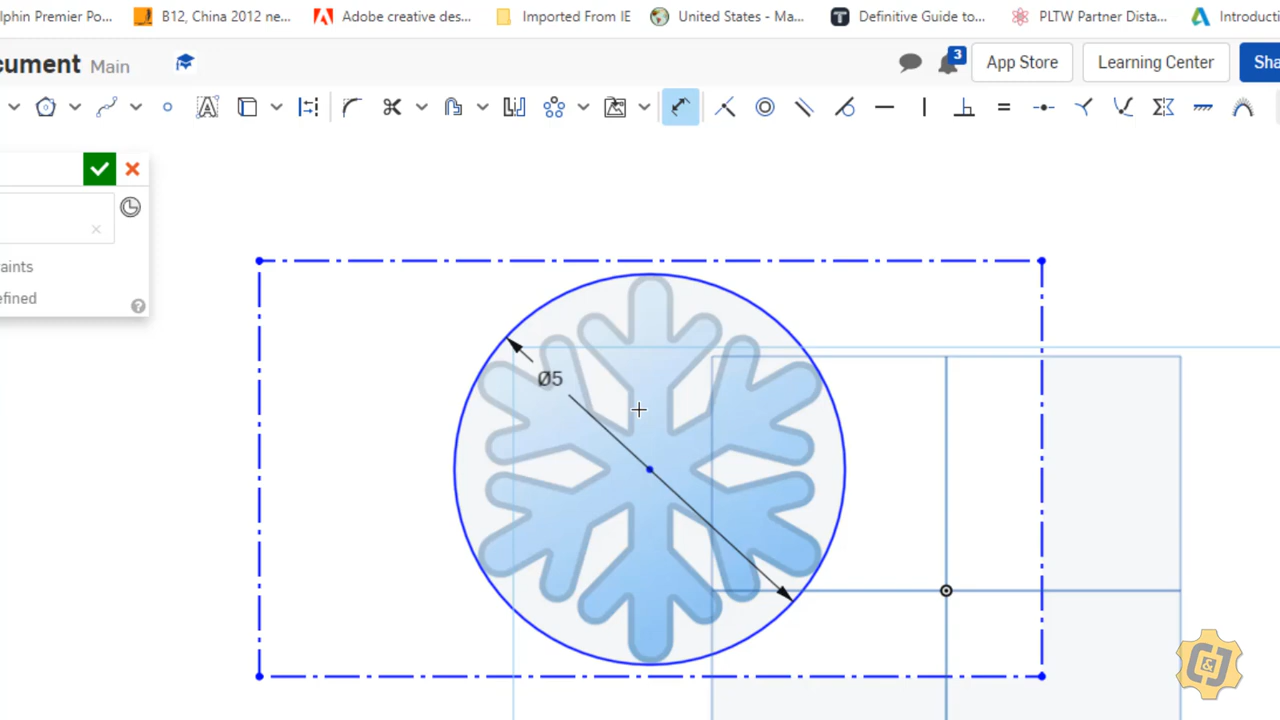 lphin Premier Po...
B12, China 2012 ne...
Adobe creative des...
Imported From IE
United States - Ma...
Definitive Guide to...
PLTW Partner Dista...
Introducti
cument Main
3
App Store
Learning Center
Sha
aints
efined
Ø5
C&J